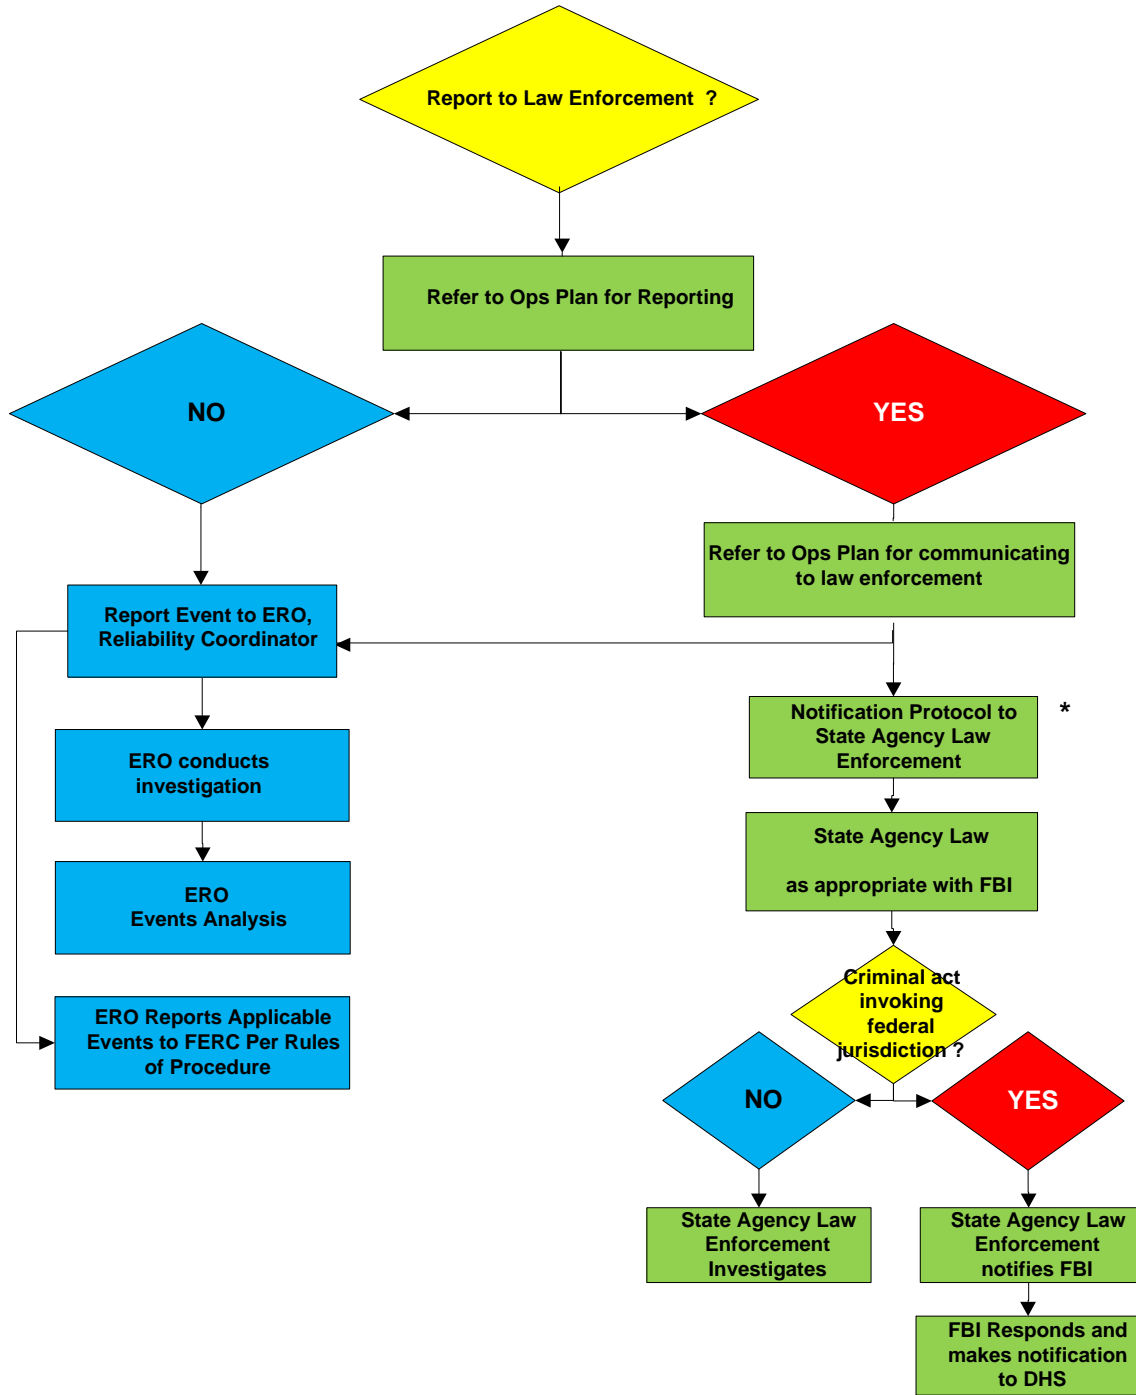 Report to Law Enforcement ?
Refer to Ops Plan for Reporting
NO
YES
Refer to Ops Plan for communicating
to law enforcement
Report Event to ERO,
Reliability Coordinator
Notification Protocol to
State Agency Law
Enforcement
*
ERO conducts
investigation
State Agency Law
as appropriate with FBI
ERO
Events Analysis
Criminal act
invoking
federal
jurisdiction ?
ERO Reports Applicable
Events to FERC Per Rules
of Procedure
NO
YES
State Agency Law
Enforcement
Investigates
State Agency Law
Enforcement
notifies FBI
FBI Responds and
makes notification
to DHS